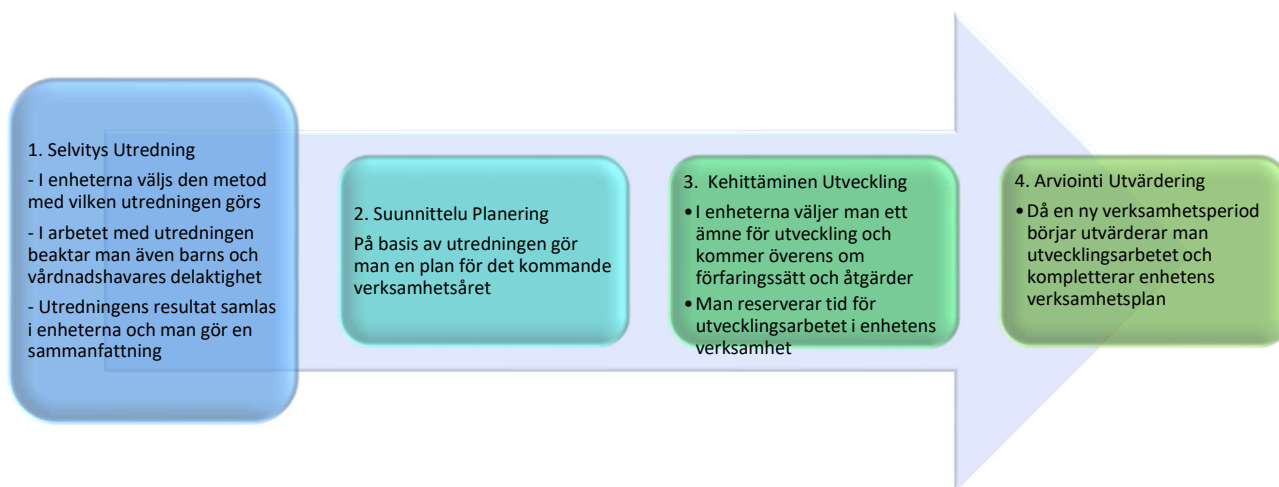 1. Selvitys Utredning
- I enheterna väljs den metod
med vilken utredningen görs
- I arbetet med utredningen
beaktar man även barns och
vårdnadshavares delaktighet
- Utredningens resultat samlas
i enheterna och man gör en
sammanfattning
2. Suunnittelu Planering
På basis av utredningen gör
man en plan för det kommande
verksamhetsåret
3. Kehittäminen Utveckling
•I enheterna väljer man ett
ämne för utveckling och
kommer överens om
förfaringssätt och åtgärder
•Man reserverar tid för
utvecklingsarbetet i enhetens
verksamhet
4. Arviointi Utvärdering
•Då en ny verksamhetsperiod
börjar utvärderar man
utvecklingsarbetet och
kompletterar enhetens
verksamhetsplan